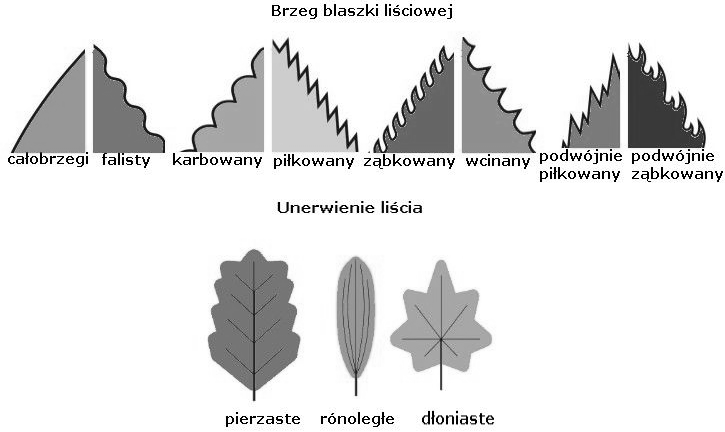 Brzeg blaszki liściowej
całobrzegi falisty karbowany piłkowany ząbkowany wcinany podwójnie piłkowany podwójnie ząbkowany
Unerwienie liścia
pierzaste rónoległe dłoniaste